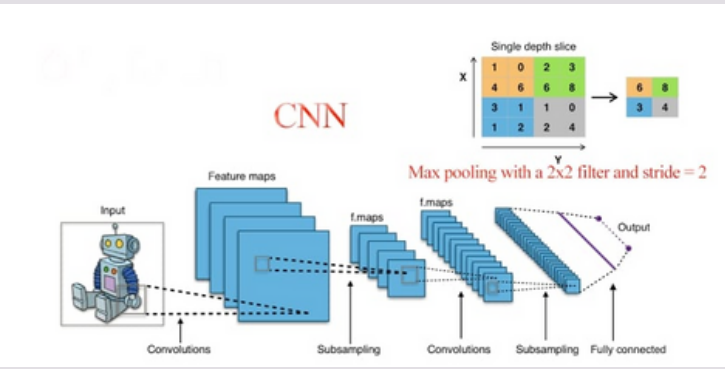 Single depth slice
X
1 0 2 3
4 6 6 8
3 1 1 0
1 2 2 4
6 8
3 4
Y
CNN
Max pooling with a 2x2 filter and stride = 2
Feature maps
Input
f.maps
f.maps
Output
Convolutions
Subsampling
Convolutions
Subsampling
Fully connected